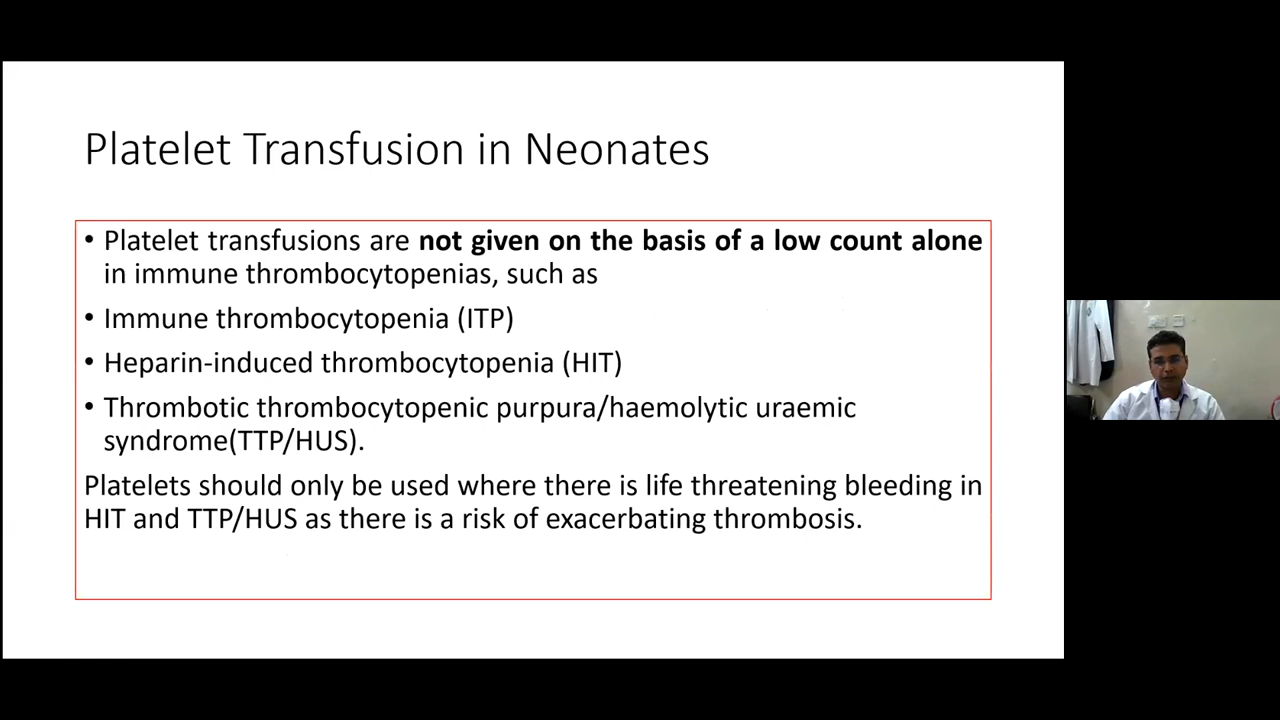 Platelet Transfusion in Neonates
• Platelet transfusions are not given on the basis of a low count alone
in immune thrombocytopenias, such as
• Immune thrombocytopenia (ITP)
• Heparin-induced thrombocytopenia (HIT)
• Thrombotic thrombocytopenic purpura/haemolytic uraemic
syndrome(TTP/HUS).
Platelets should only be used where there is life threatening bleeding in
HIT and TTP/HUS as there is a risk of exacerbating thrombosis.